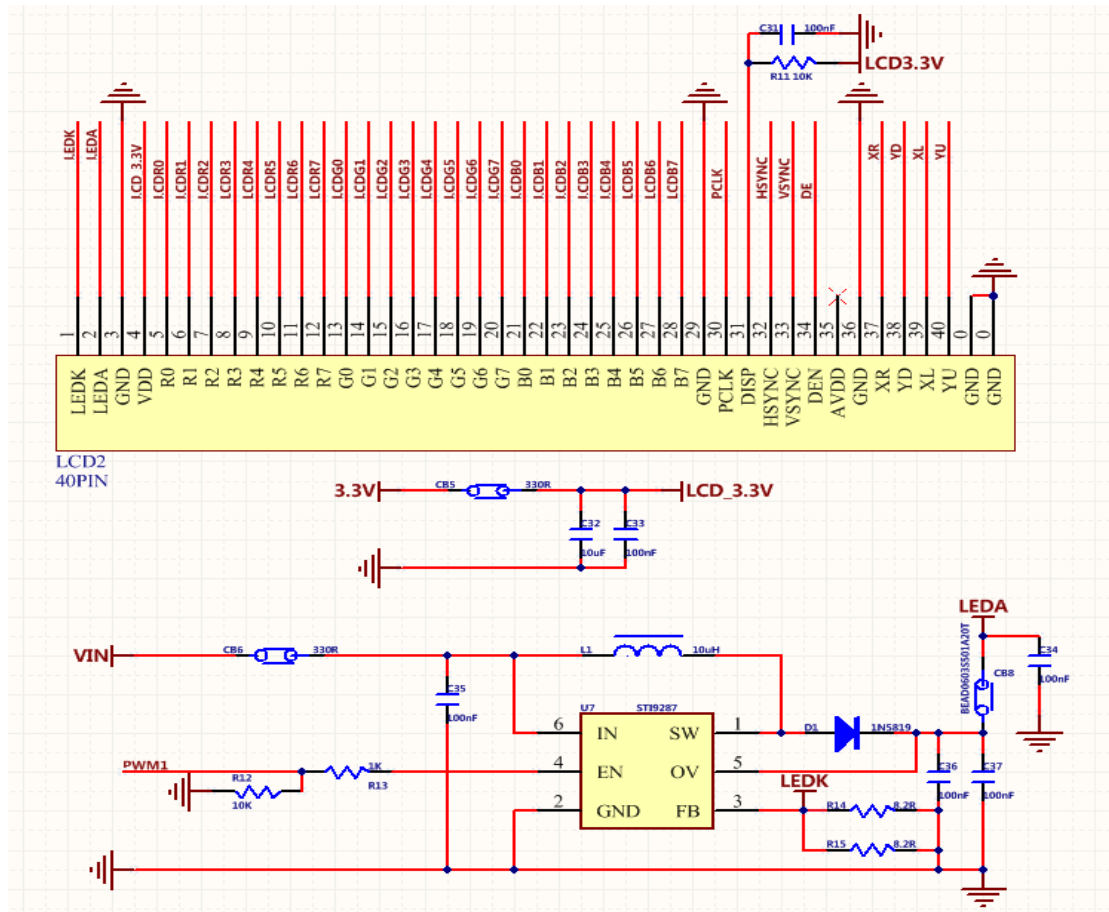 C31 100nF
R11 10K
LCD3.3V
LEDK
LEDA
LCD_3.3V
LCDR0
LCDR1
LCDR2
LCDR3
LCDR4
LCDR5
LCDR6
LCDR7
LCDG0
LCDG1
LCDG2
LCDG3
LCDG4
LCDG5
LCDG6
LCDG7
LCDB0
LCDB1
LCDB2
LCDB3
LCDB4
LCDB5
LCDB6
LCDB7
PCLK
HSYNC
VSYNC
DE
XR
YD
XL
YU
1 2 3 4 5 6 7 8 9 10 11 12 13 14 15 16 17 18 19 20 21 22 23 24 25 26 27 28 29 30 31 32 33 34 35 36 37 38 39 40 0 0
LEDK LEDA GND VDD R0 R1 R2 R3 R4 R5 R6 R7 G0 G1 G2 G3 G4 G5 G6 G7 B0 B1 B2 B3 B4 B5 B6 B7 GND PCLK DISP HSYNC VSYNC DEN AVDD GND XR YD XL YU GND GND
LCD2
40PIN
3.3V CB5 330R LCD_3.3V
C32 C33
10uF 100nF
LEDA
VIN CB6 330R L1 10uH
BEAD0603S501A20T
CB8
C34
100nF
C35
100nF
U7 STI9287
6 IN SW 1
D1 1N5819
4 EN OV 5
2 GND FB 3
PWM1
1K
R13
R12
10K
LEDK
C36 C37
100nF 100nF
R14 8.2R
R15 8.2R